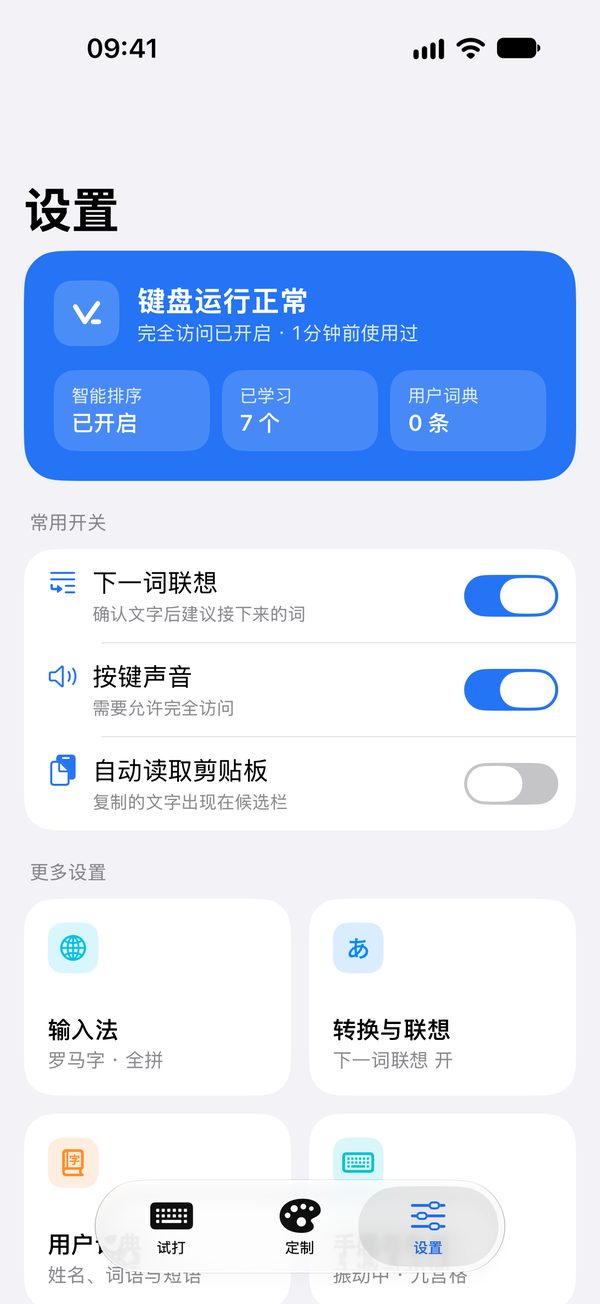 09:41
设置
键盘运行正常
完全访问已开启 · 1分钟前使用过
智能排序
已开启
已学习
7 个
用户词典
0 条
常用开关
下一词联想
确认文字后建议接下来的词
按键声音
需要允许完全访问
自动读取剪贴板
复制的文字出现在候选栏
更多设置
输入法
罗马字 · 全拼
あ
转换与联想
下一词联想 开
字
用户词典
姓名、词语与短语
振动中 · 九宫格
试打
定制
设置